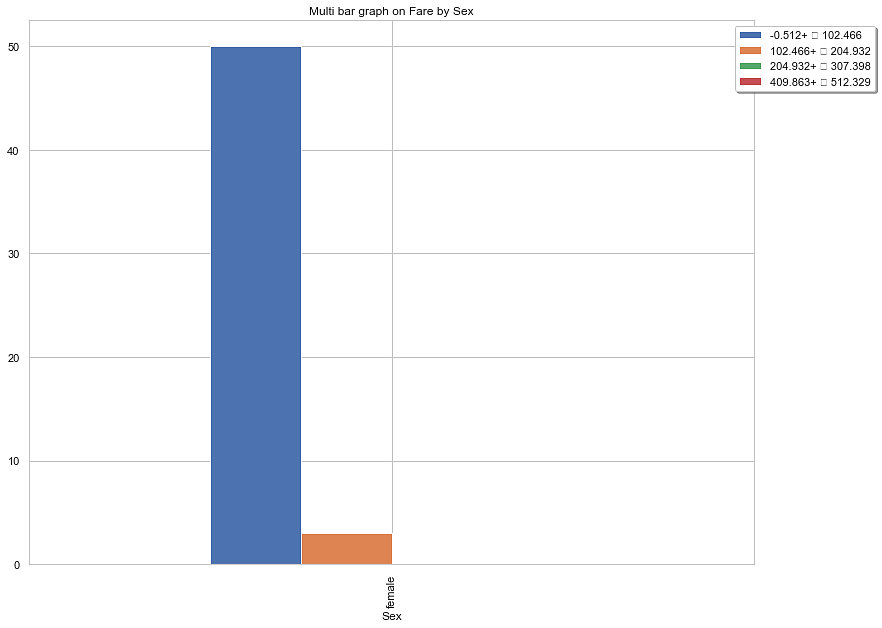 Multi bar graph on Fare by Sex
-0.512+ □ 102.466
102.466+ □ 204.932
204.932+ □ 307.398
409.863+ □ 512.329
50
40
30
20
10
0
female
Sex